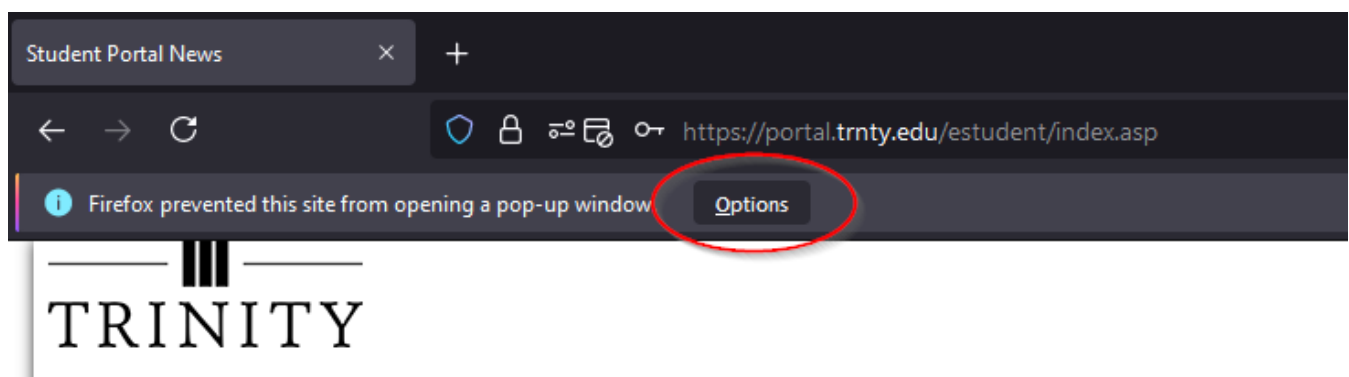 Student Portal News
https://portal.trnty.edu/estudent/index.asp
Firefox prevented this site from opening a pop-up window
Options
TRINITY